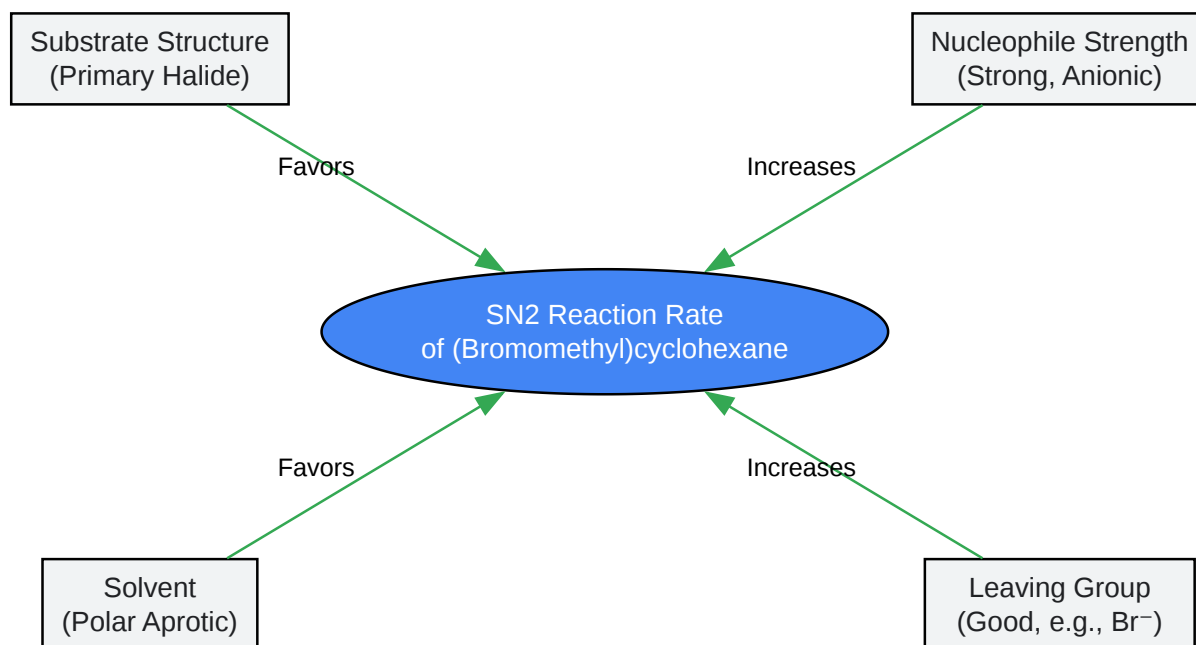 Substrate Structure
(Primary Halide)
Nucleophile Strength
(Strong, Anionic)
Favors
Increases
SN2 Reaction Rate
of (Bromomethyl)cyclohexane
Favors
Increases
Solvent
(Polar Aprotic)
Leaving Group
(Good, e.g., Br⁻)